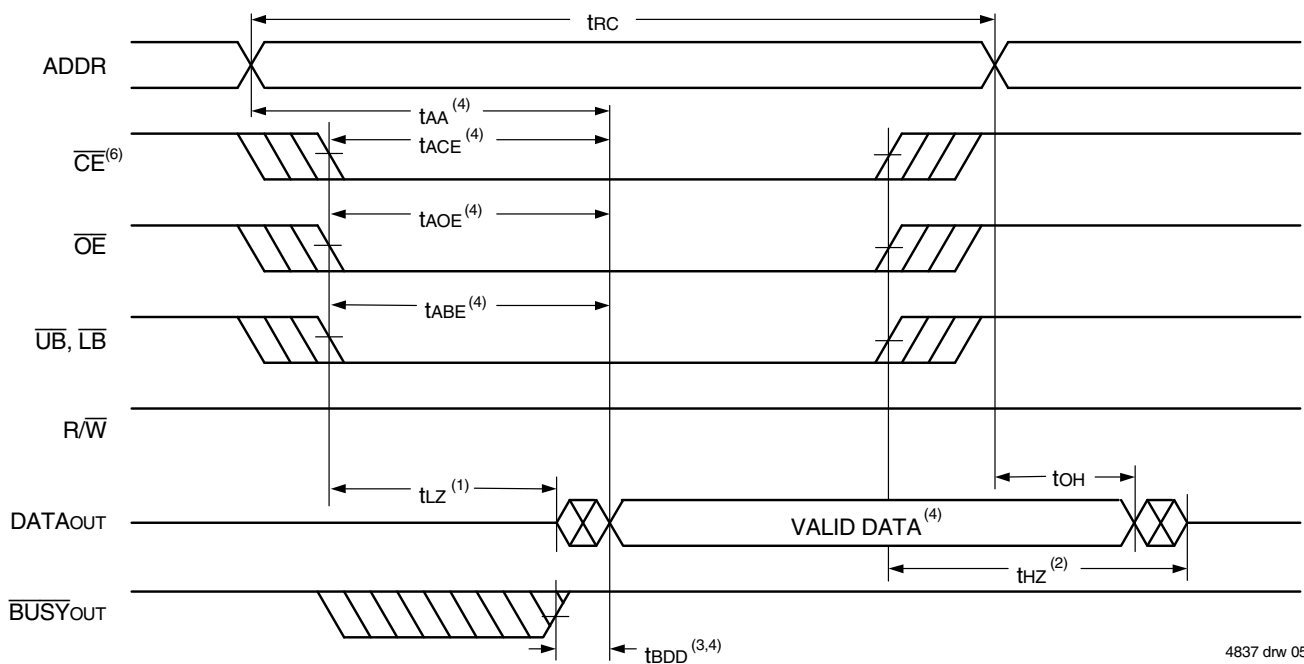 tRC
ADDR
tAA (4)
CE(6)
tACE (4)
OE
tAOE (4)
UB, LB
tABE (4)
R/W
tLZ (1)
tOH
DATAOUT
VALID DATA(4)
tHZ (2)
BUSYOUT
tBDD (3,4)
4837 drw 05